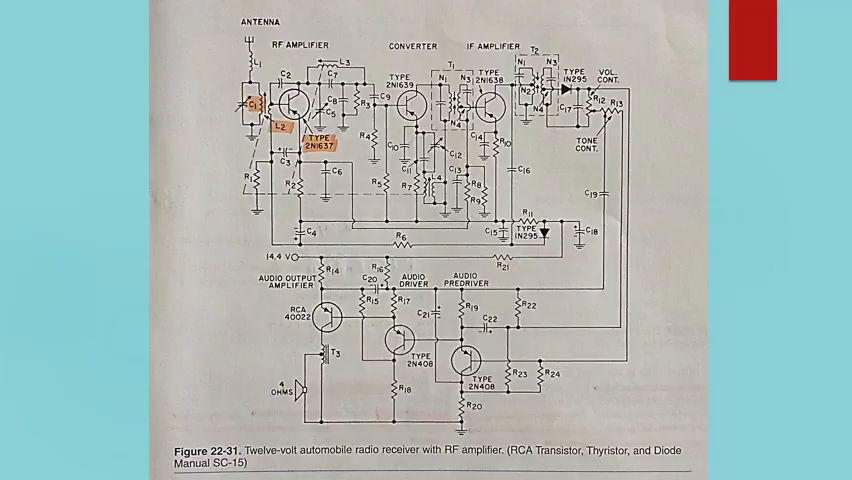 ANTENNA
RF AMPLIFIER
CONVERTER
IF AMPLIFIER
T2
L1
L3
N1
N3
C2
C7
TYPE
2N1639
T1
TYPE
2N1638
TYPE
1N295
VOL.
CONT.
C1
C8
R3
C9
N1
N3
N2
R12
R13
C5
N4
N4
C17
L2
TYPE
2N1637
R4
C10
C12
C14
R10
TONE
CONT.
C3
C6
C11
C13
C16
R1
R2
R5
R7
L4
R8
R9
C19
C4
R6
C15
R11
TYPE
1N295
C18
14.4 V
R21
AUDIO OUTPUT
AMPLIFIER
R14
R16
C20
AUDIO
DRIVER
AUDIO
PREDRIVER
R15
R17
C21
R19
R22
RCA
40022
C22
T3
TYPE
2N408
R23
R24
4
OHMS
R18
TYPE
2N408
R20
Figure 22-31. Twelve-volt automobile radio receiver with RF amplifier. (RCA Transistor, Thyristor, and Diode
Manual SC-15)